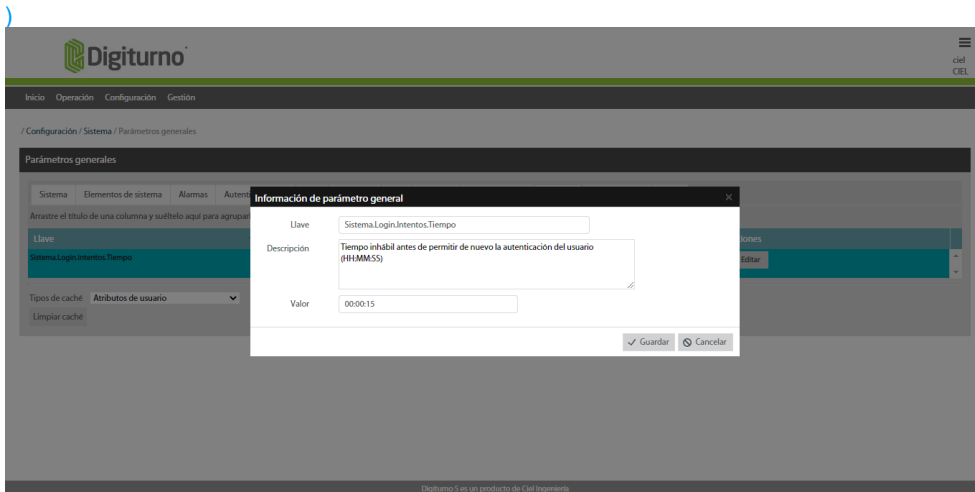 )
Digiturno
ciel
CIEL
Inicio Operación Configuración Gestión
/ Configuración / Sistema / Parámetros generales
Parámetros generales
Sistema Elementos de sistema Alarmas
Información de parámetro general
Arrastre el título de una columna y suéltelo aquí para
Llave
Sistema.Login.Intentos.Tiempo
Editar
Llave Sistema.Login.Intentos.Tiempo
Descripción Tiempo inhábil antes de permitir de nuevo la autenticación del usuario
(HH:MM:SS)
Valor 00:00:15
Guardar Cancelar
Tipos de caché Atributos de usuario
Limpiar caché
Digiturno 5 es un producto de Ciel Ingeniería